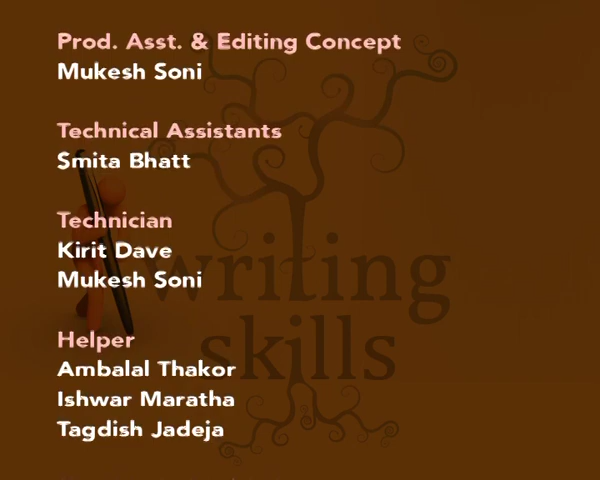 Prod. Asst. & Editing Concept
Mukesh Soni
Technical Assistants
Smita Bhatt
Technician
Kirit Dave
Mukesh Soni
Helper
Ambalal Thakor
Ishwar Maratha
Tagdish Jadeja
writing
skills